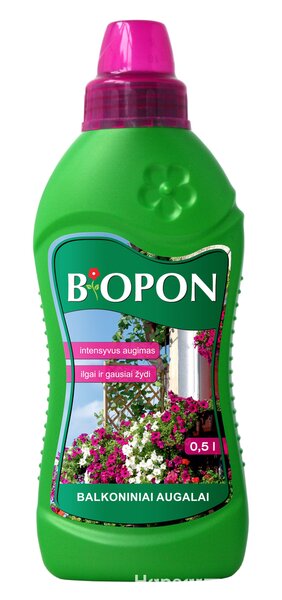 BIOPON
intensyvus augimas
ilgai ir gausiai žydi
0,5 l
BALKONINIAI AUGALAI